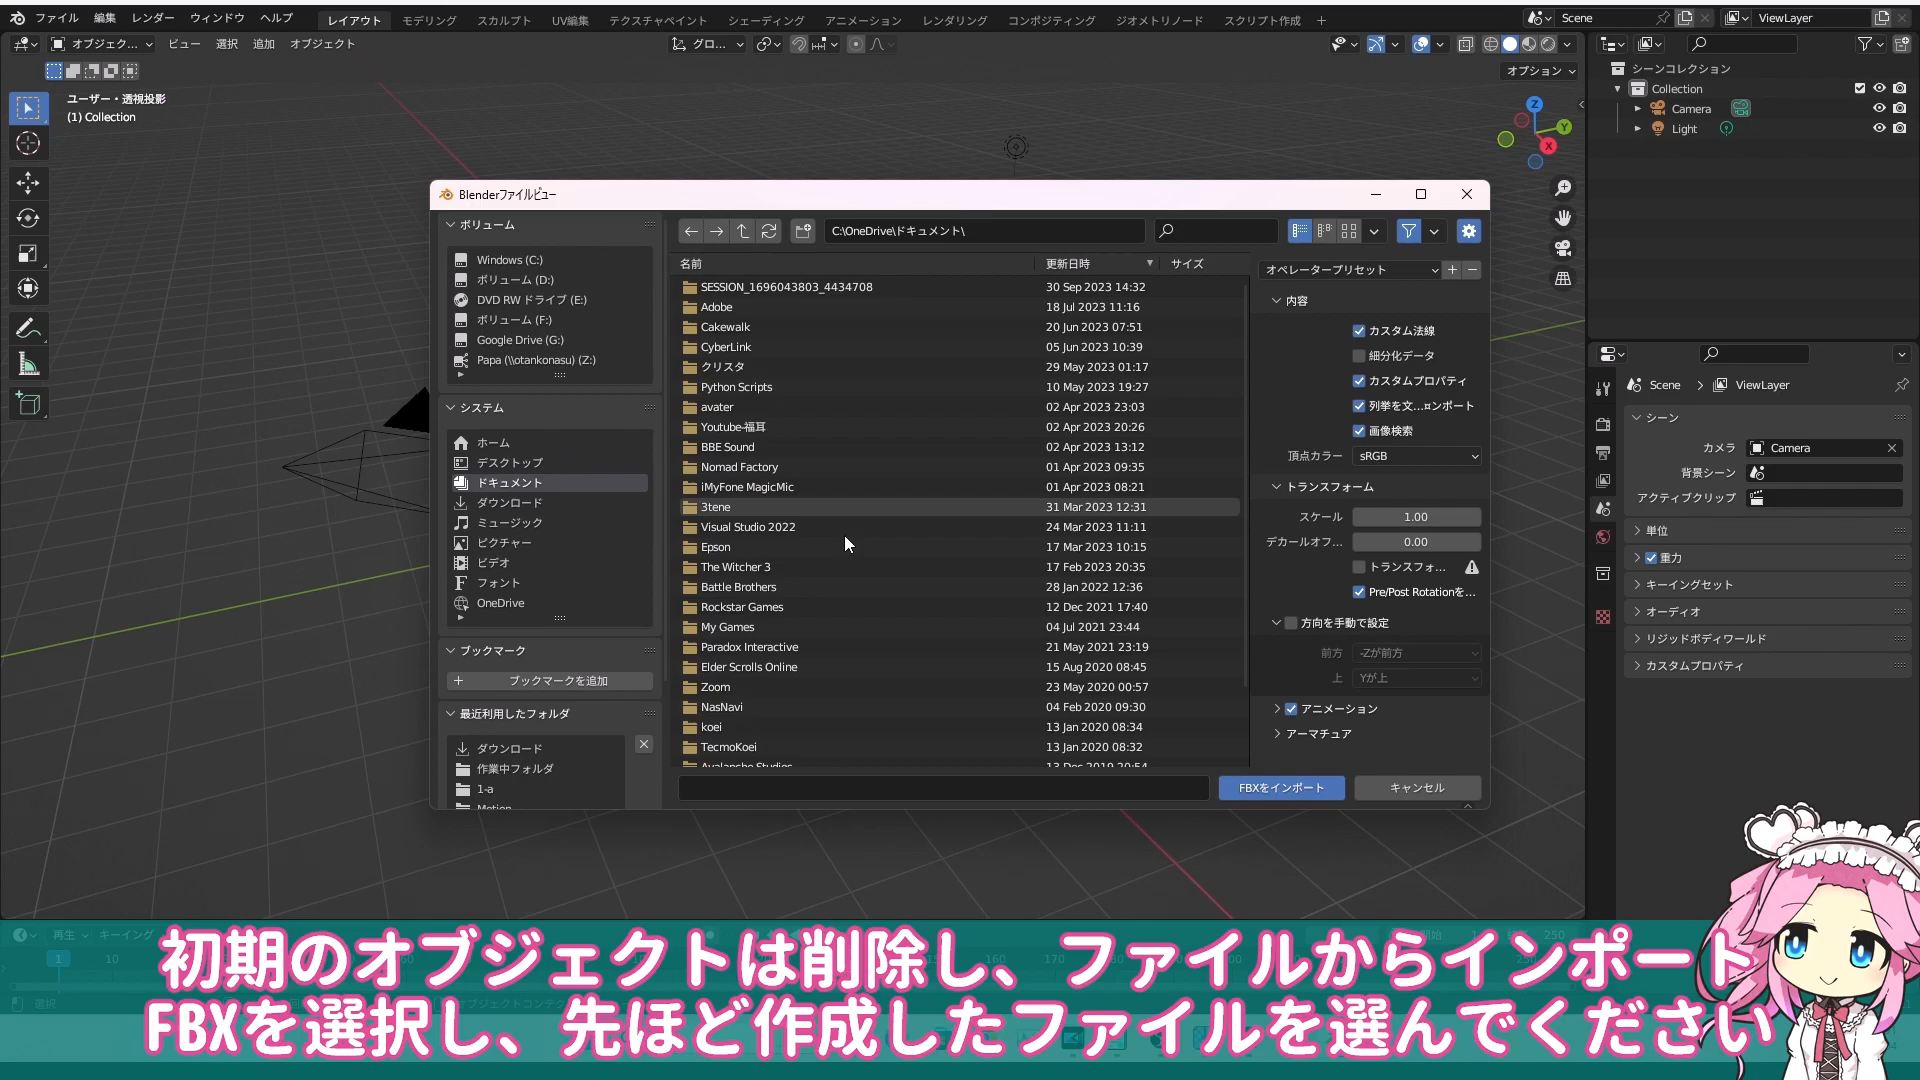 ファイル 編集 レンダー ウィンドウ ヘルプ レイアウト モデリング スカルプト UV編集 テクスチャペイント シェーディング アニメーション レンダリング コンポジティング ジオメトリノード スクリプト作成 +
Scene ViewLayer
オブジェク... ビュー 選択 追加 オブジェクト グロー...
オプション
ユーザー・透視投影
(1) Collection
Z
Y
X
シーンコレクション
Collection
Camera
Light
Blenderファイルビュー
ボリューム
Windows (C:)
ボリューム (D:)
DVD RW ドライブ (E:)
ボリューム (F:)
Google Drive (G:)
Papa (\\otankonasu) (Z:)
システム
ホーム
デスクトップ
ドキュメント
ダウンロード
ミュージック
ピクチャー
ビデオ
フォント
OneDrive
ブックマーク
ブックマークを追加
最近利用したフォルダ
ダウンロード
作業中フォルダ
1-a
Motion
C:\OneDrive\ドキュメント\
名前 更新日時 サイズ
SESSION_1696043803_4434708 30 Sep 2023 14:32
Adobe 18 Jul 2023 11:16
Cakewalk 20 Jun 2023 07:51
CyberLink 05 Jun 2023 10:39
クリスタ 29 May 2023 01:17
Python Scripts 10 May 2023 19:27
avater 02 Apr 2023 23:03
Youtube-福耳 02 Apr 2023 20:26
BBE Sound 02 Apr 2023 13:12
Nomad Factory 01 Apr 2023 09:35
iMyFone MagicMic 01 Apr 2023 08:21
3tene 31 Mar 2023 12:31
Visual Studio 2022 24 Mar 2023 11:11
Epson 17 Mar 2023 10:15
The Witcher 3 17 Feb 2023 20:35
Battle Brothers 28 Jan 2022 12:36
Rockstar Games 12 Dec 2021 17:40
My Games 04 Jul 2021 23:44
Paradox Interactive 21 May 2021 23:19
Elder Scrolls Online 15 Aug 2020 08:45
Zoom 23 May 2020 00:57
NasNavi 04 Feb 2020 09:30
koei 13 Jan 2020 08:34
TecmoKoei 13 Jan 2020 08:32
Avalanche Studios 13 Dec 2019 20:54
オペレータープリセット
内容
カスタム法線
細分化データ
カスタムプロパティ
列挙を文...ンポート
画像検索
頂点カラー sRGB
トランスフォーム
スケール 1.00
デカールオフ... 0.00
トランスフォ...
Pre/Post Rotationを...
方向を手動で設定
前方 -Zが前方
上 Yが上
アニメーション
アーマチュア
FBXをインポート キャンセル
Scene ViewLayer
シーン
カメラ Camera
背景シーン
アクティブクリップ
単位
重力
キーイングセット
オーディオ
リジッドボディワールド
カスタムプロパティ
再生 キーイング
1 10 170 250
選択
初期のオブジェクトは削除し、ファイルからインポート
FBXを選択し、先ほど作成したファイルを選んでください